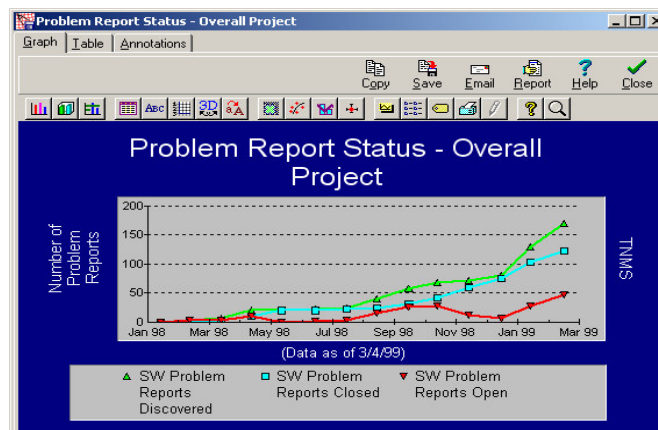 Problem Report Status - Overall Project
Graph Table Annotations
Copy Save Email Report Help Close
ABC 3D
Problem Report Status - Overall
Project
Number of
Problem
Reports
200
150
100
50
0
Jan 98 Mar 98 May 98 Jul 98 Sep 98 Nov 98 Jan 99 Mar 99
TNMS
(Data as of 3/4/99)
SW Problem
Reports
Discovered
SW Problem
Reports Closed
SW Problem
Reports Open